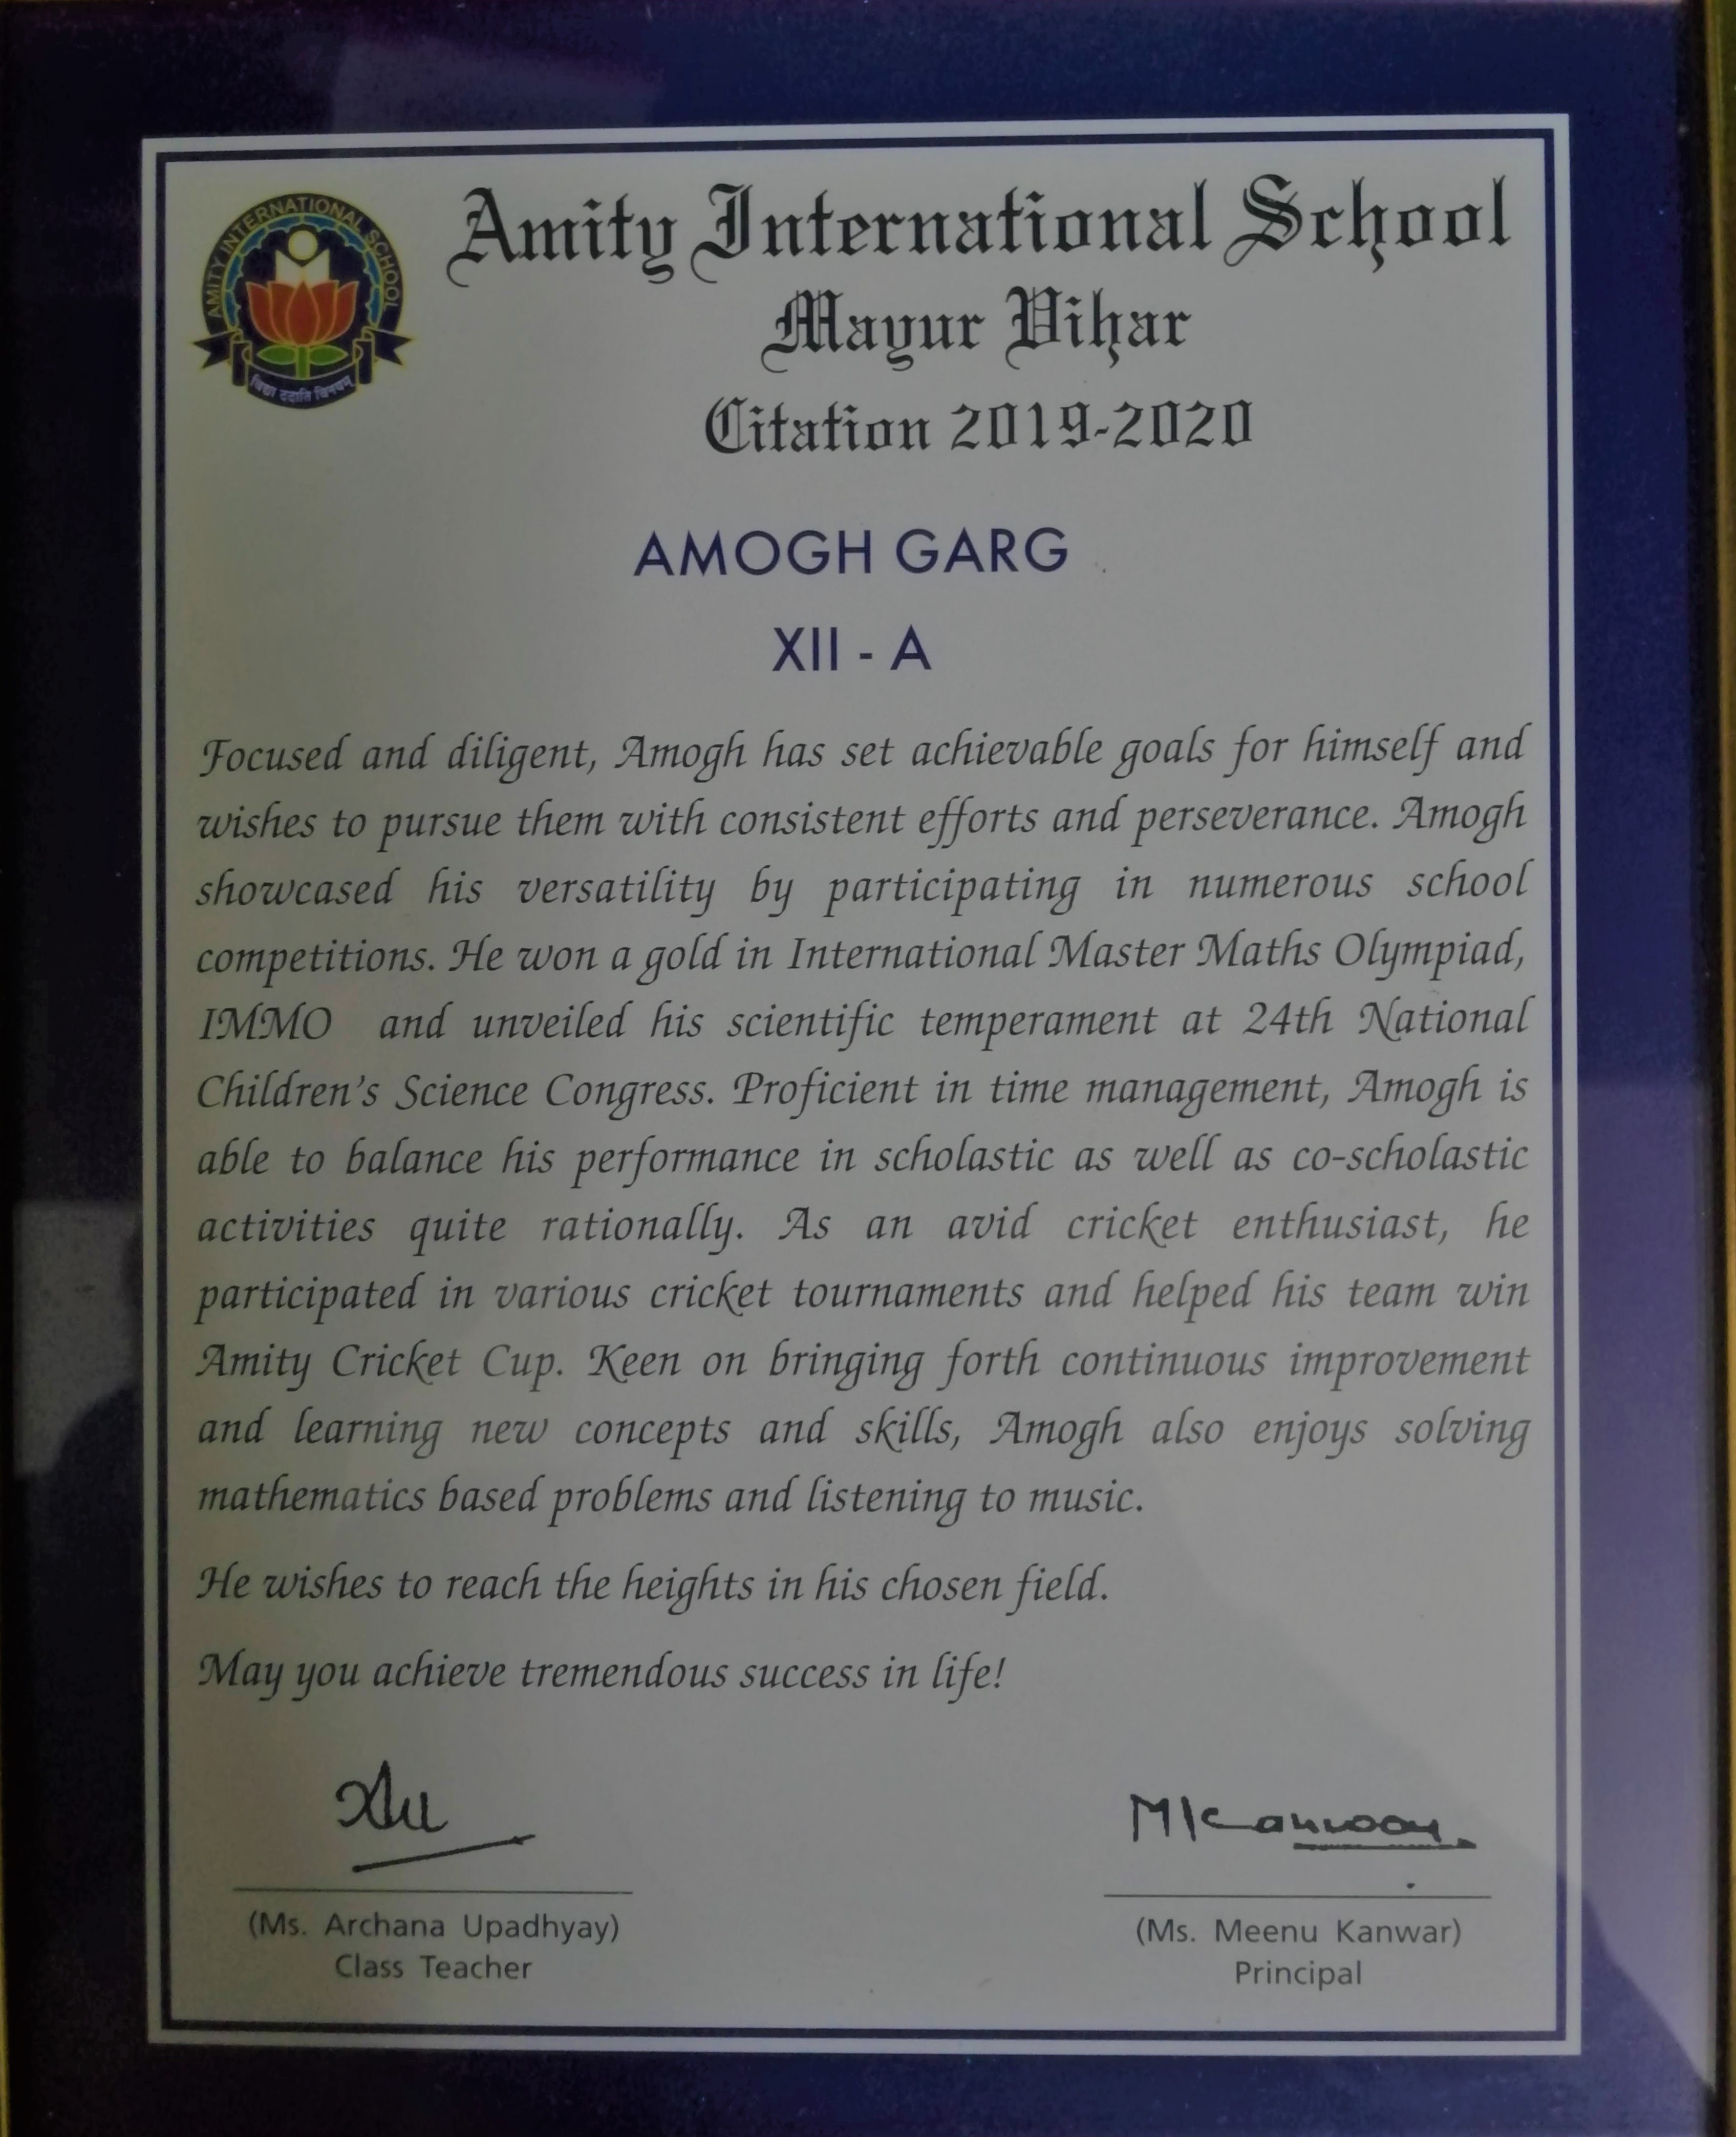 AMITY INTERNATIONAL SCHOOL
विद्या ददाति विनयम्
Amity International School
Mayur Vihar
Citation 2019-2020
AMOGH GARG
XII - A
Focused and diligent, Amogh has set achievable goals for himself and
wishes to pursue them with consistent efforts and perseverance. Amogh
showcased his versatility by participating in numerous school
competitions. He won a gold in International Master Maths Olympiad,
IMMO and unveiled his scientific temperament at 24th National
Children's Science Congress. Proficient in time management, Amogh is
able to balance his performance in scholastic as well as co-scholastic
activities quite rationally. As an avid cricket enthusiast, he
participated in various cricket tournaments and helped his team win
Amity Cricket Cup. Keen on bringing forth continuous improvement
and learning new concepts and skills, Amogh also enjoys solving
mathematics based problems and listening to music.
He wishes to reach the heights in his chosen field.
May you achieve tremendous success in life!
MKanwar
(Ms. Archana Upadhyay)
Class Teacher
(Ms. Meenu Kanwar)
Principal